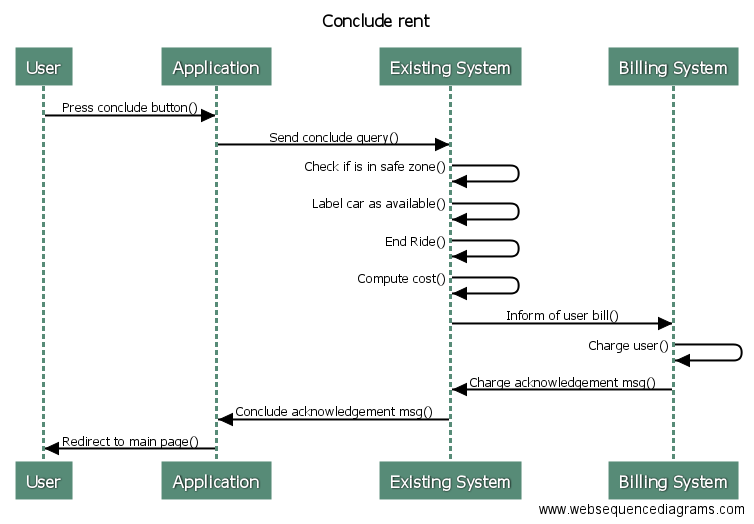 Conclude rent
User Application Existing System Billing System
Press conclude button()
Send conclude query()
Check if is in safe zone()
Label car as available()
End Ride()
Compute cost()
Inform of user bill()
Charge user()
Charge acknowledgement msg()
Conclude acknowledgement msg()
Redirect to main page()
User Application Existing System Billing System
www.websequencediagrams.com